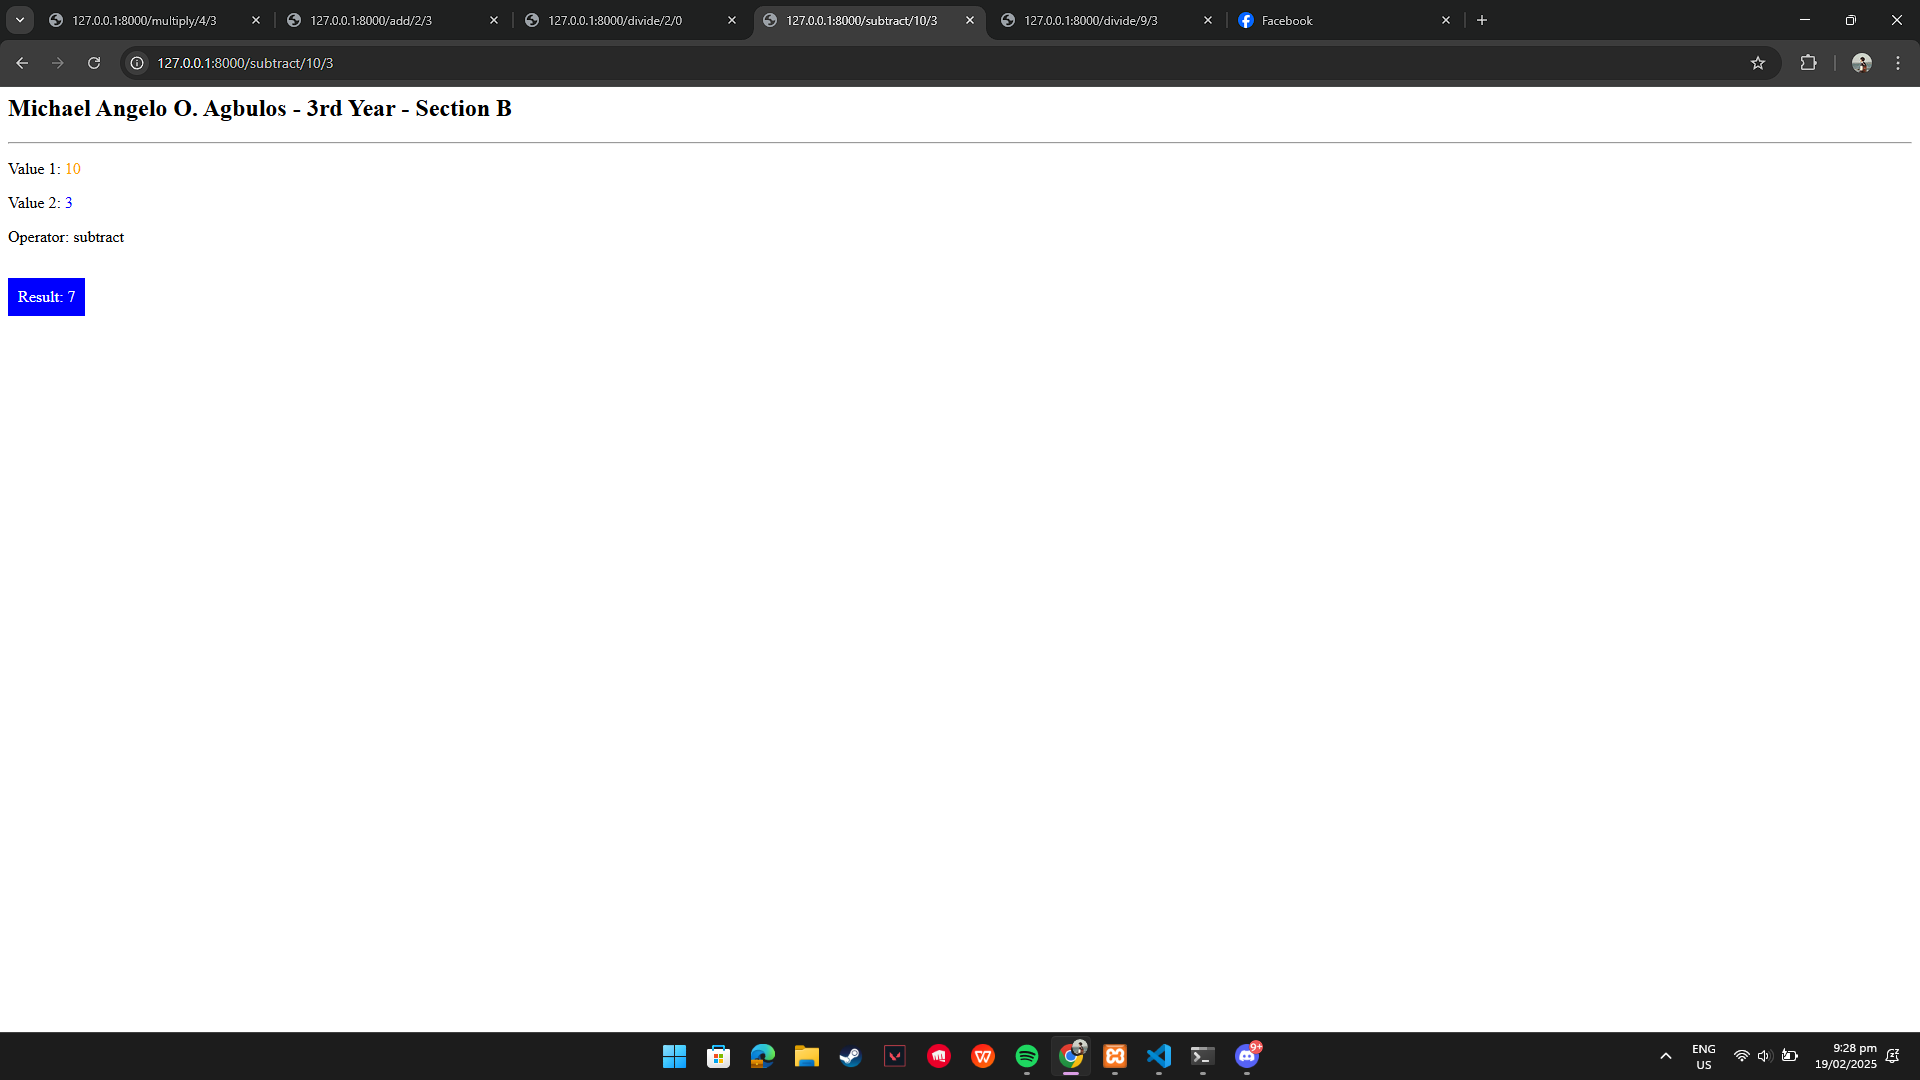 127.0.0.1:8000/multiply/4/3
127.0.0.1:8000/add/2/3
127.0.0.1:8000/divide/2/0
127.0.0.1:8000/subtract/10/3
127.0.0.1:8000/divide/9/3
Facebook
127.0.0.1:8000/subtract/10/3
Michael Angelo O. Agbulos - 3rd Year - Section B
Value 1: 10
Value 2: 3
Operator: subtract
Result: 7
9+
ENG
US
9:28 pm
19/02/2025